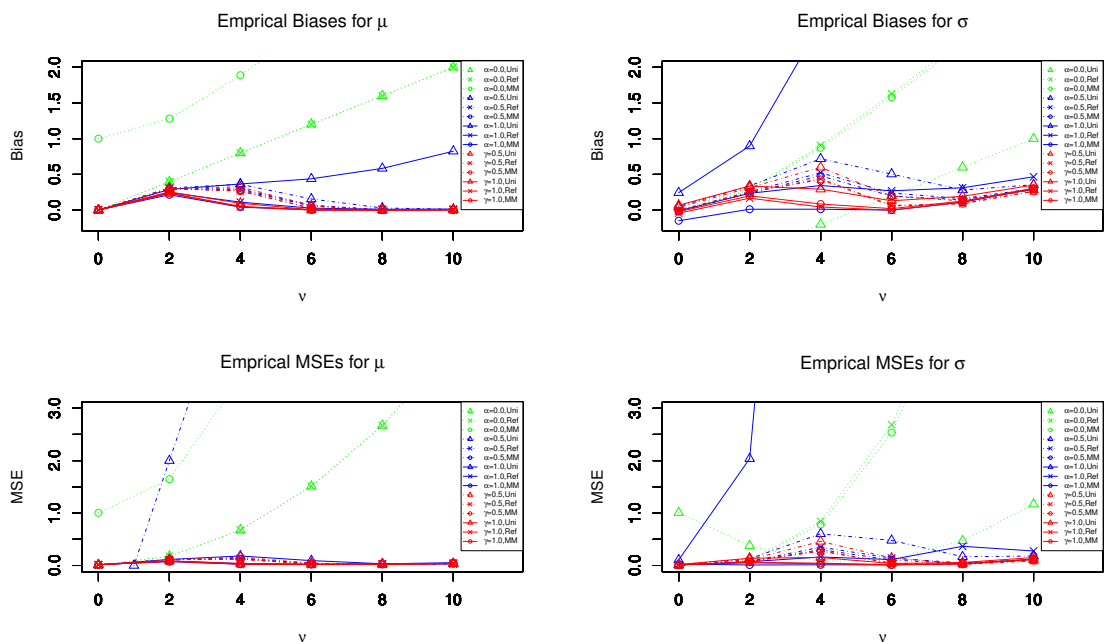 Emprical Biases for μ
Bias
0.0 0.5 1.0 1.5 2.0
0 2 4 6 8 10
ν
α=0.0,Uni
α=0.0,Ref
α=0.0,MM
α=0.5,Uni
α=0.5,Ref
α=0.5,MM
α=1.0,Uni
α=1.0,Ref
α=1.0,MM
γ=0.5,Uni
γ=0.5,Ref
γ=0.5,MM
γ=1.0,Uni
γ=1.0,Ref
γ=1.0,MM
Emprical Biases for σ
Bias
0.0 0.5 1.0 1.5 2.0
0 2 4 6 8 10
ν
α=0.0,Uni
α=0.0,Ref
α=0.0,MM
α=0.5,Uni
α=0.5,Ref
α=0.5,MM
α=1.0,Uni
α=1.0,Ref
α=1.0,MM
γ=0.5,Uni
γ=0.5,Ref
γ=0.5,MM
γ=1.0,Uni
γ=1.0,Ref
γ=1.0,MM
Emprical MSEs for μ
MSE
0.0 1.0 2.0 3.0
0 2 4 6 8 10
ν
α=0.0,Uni
α=0.0,Ref
α=0.0,MM
α=0.5,Uni
α=0.5,Ref
α=0.5,MM
α=1.0,Uni
α=1.0,Ref
α=1.0,MM
γ=0.5,Uni
γ=0.5,Ref
γ=0.5,MM
γ=1.0,Uni
γ=1.0,Ref
γ=1.0,MM
Emprical MSEs for σ
MSE
0.0 1.0 2.0 3.0
0 2 4 6 8 10
ν
α=0.0,Uni
α=0.0,Ref
α=0.0,MM
α=0.5,Uni
α=0.5,Ref
α=0.5,MM
α=1.0,Uni
α=1.0,Ref
α=1.0,MM
γ=0.5,Uni
γ=0.5,Ref
γ=0.5,MM
γ=1.0,Uni
γ=1.0,Ref
γ=1.0,MM